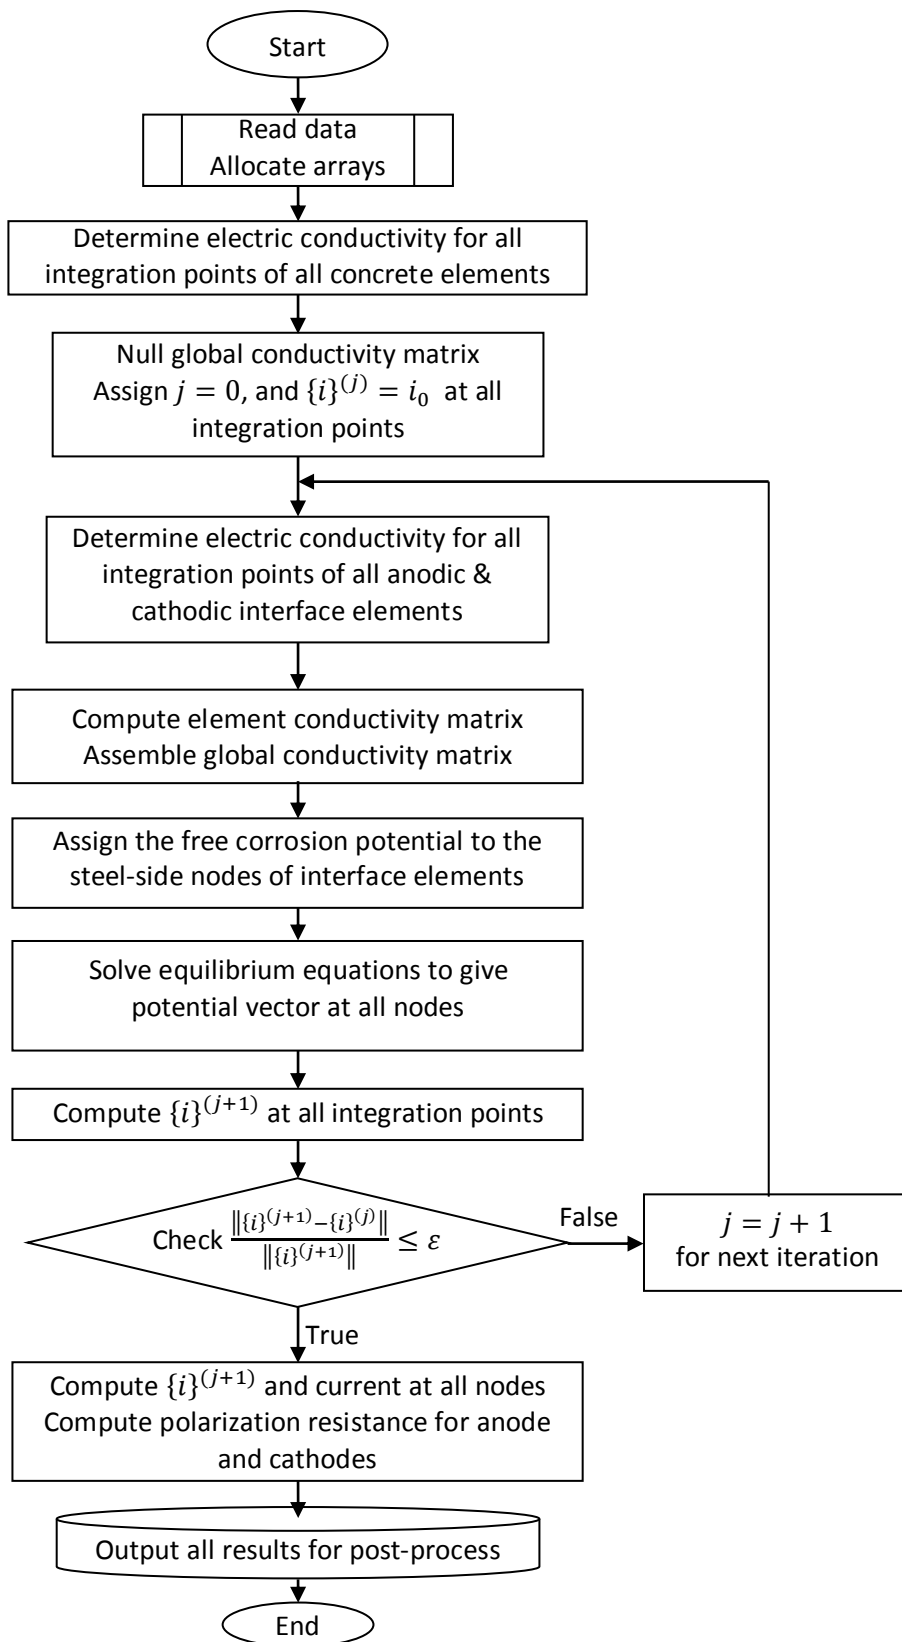 Start
Read data
Allocate arrays
Determine electric conductivity for all
integration points of all concrete elements
Null global conductivity matrix
Assign j = 0, and {i}^(j) = i₀ at all
integration points
Determine electric conductivity for all
integration points of all anodic &
cathodic interface elements
Compute element conductivity matrix
Assemble global conductivity matrix
Assign the free corrosion potential to the
steel-side nodes of interface elements
Solve equilibrium equations to give
potential vector at all nodes
Compute {i}^(j+1) at all integration points
Check ‖{i}^(j+1)−{i}^(j)‖ / ‖{i}^(j+1)‖ ≤ ε
False
j = j + 1
for next iteration
True
Compute {i}^(j+1) and current at all nodes
Compute polarization resistance for anode
and cathodes
Output all results for post-process
End